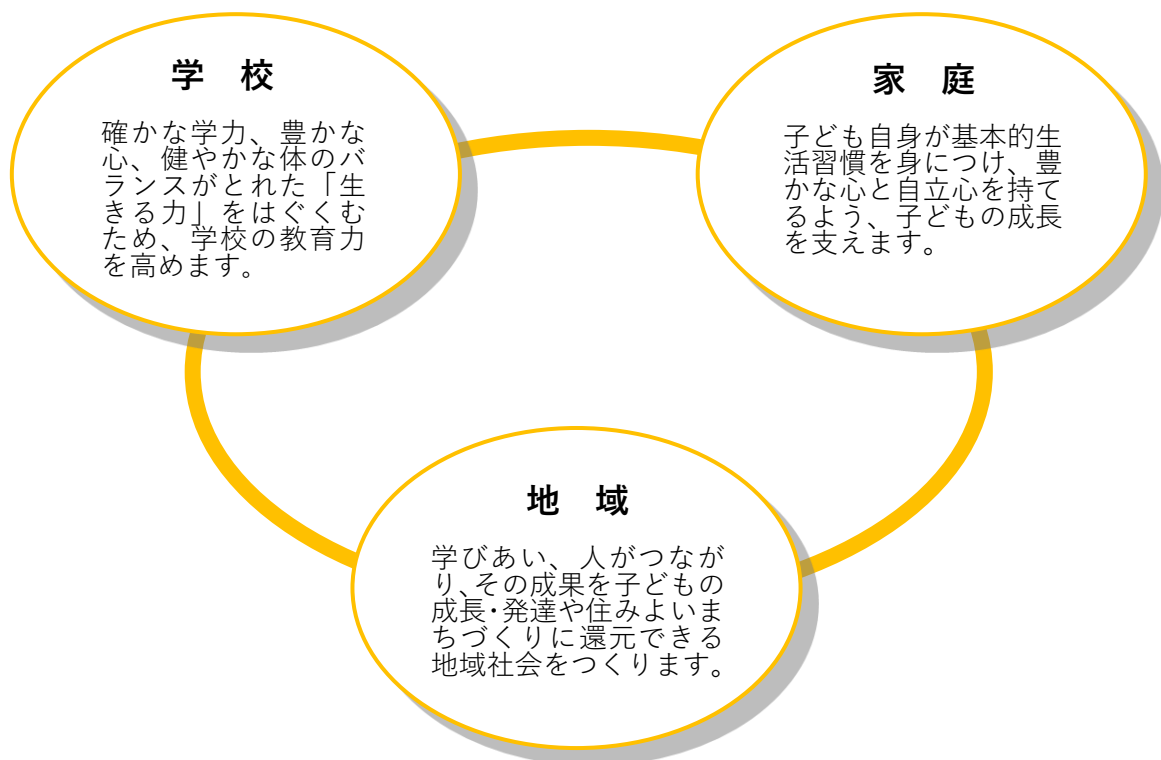 学　校
確かな学力、豊かな
心、健やかな体のバ
ランスがとれた「生
きる力」をはぐくむ
ため、学校の教育力
を高めます。
家　庭
子ども自身が基本的生
活習慣を身につけ、豊
かな心と自立心を持て
るよう、子どもの成長
を支えます。
地　域
学びあい、人がつなが
り、その成果を子どもの
成長・発達や住みよいま
ちづくりに還元できる
地域社会をつくります。